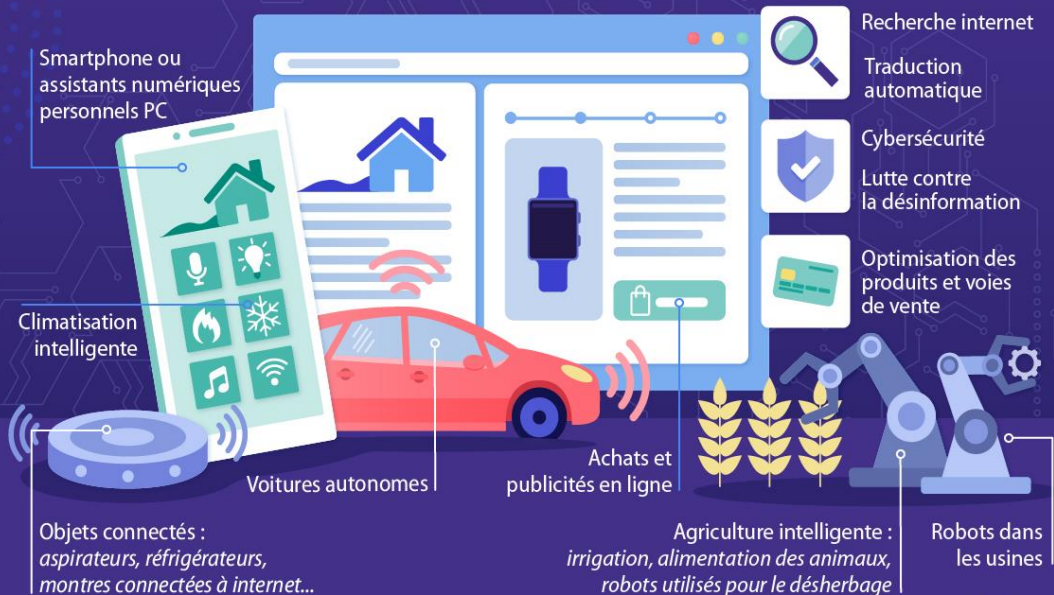 Smartphone ou
assistants numériques
personnels PC
Recherche internet
Traduction
automatique
Cybersécurité
Lutte contre
la désinformation
Optimisation des
produits et voies
de vente
Climatisation
intelligente
Voitures autonomes
Achats et
publicités en ligne
Objets connectés :
aspirateurs, réfrigérateurs,
montres connectées à internet...
Agriculture intelligente :
irrigation, alimentation des animaux,
robots utilisés pour le désherbage
Robots dans
les usines